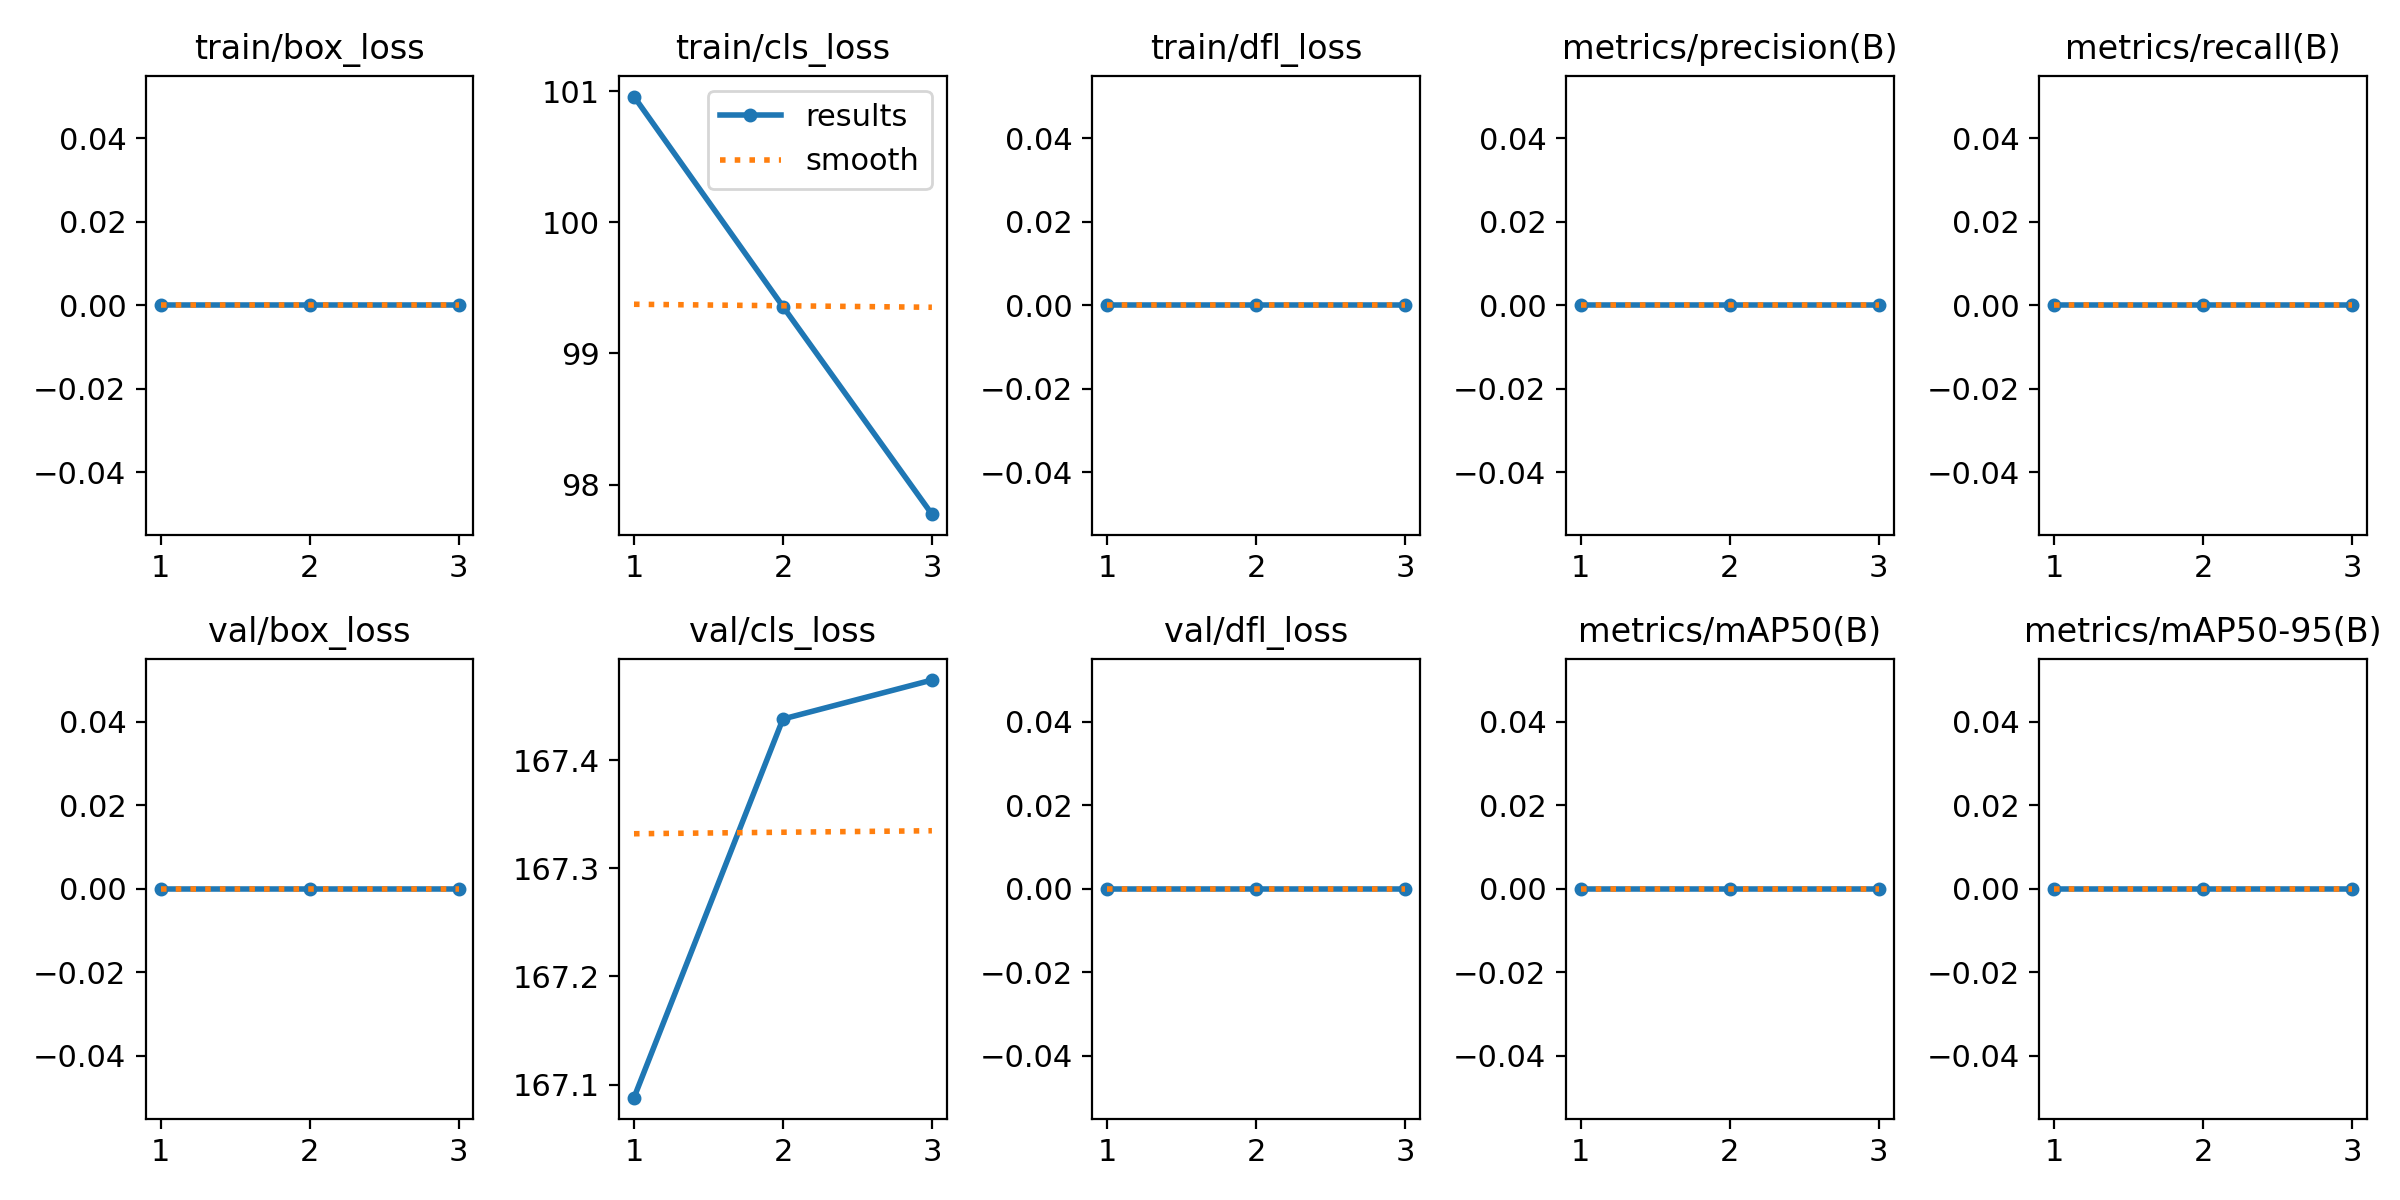 train/box_loss
0.04
0.02
0.00
−0.02
−0.04
1 2 3
train/cls_loss
results
smooth
101
100
99
98
1 2 3
train/dfl_loss
0.04
0.02
0.00
−0.02
−0.04
1 2 3
metrics/precision(B)
0.04
0.02
0.00
−0.02
−0.04
1 2 3
metrics/recall(B)
0.04
0.02
0.00
−0.02
−0.04
1 2 3
val/box_loss
0.04
0.02
0.00
−0.02
−0.04
1 2 3
val/cls_loss
167.4
167.3
167.2
167.1
1 2 3
val/dfl_loss
0.04
0.02
0.00
−0.02
−0.04
1 2 3
metrics/mAP50(B)
0.04
0.02
0.00
−0.02
−0.04
1 2 3
metrics/mAP50-95(B)
0.04
0.02
0.00
−0.02
−0.04
1 2 3